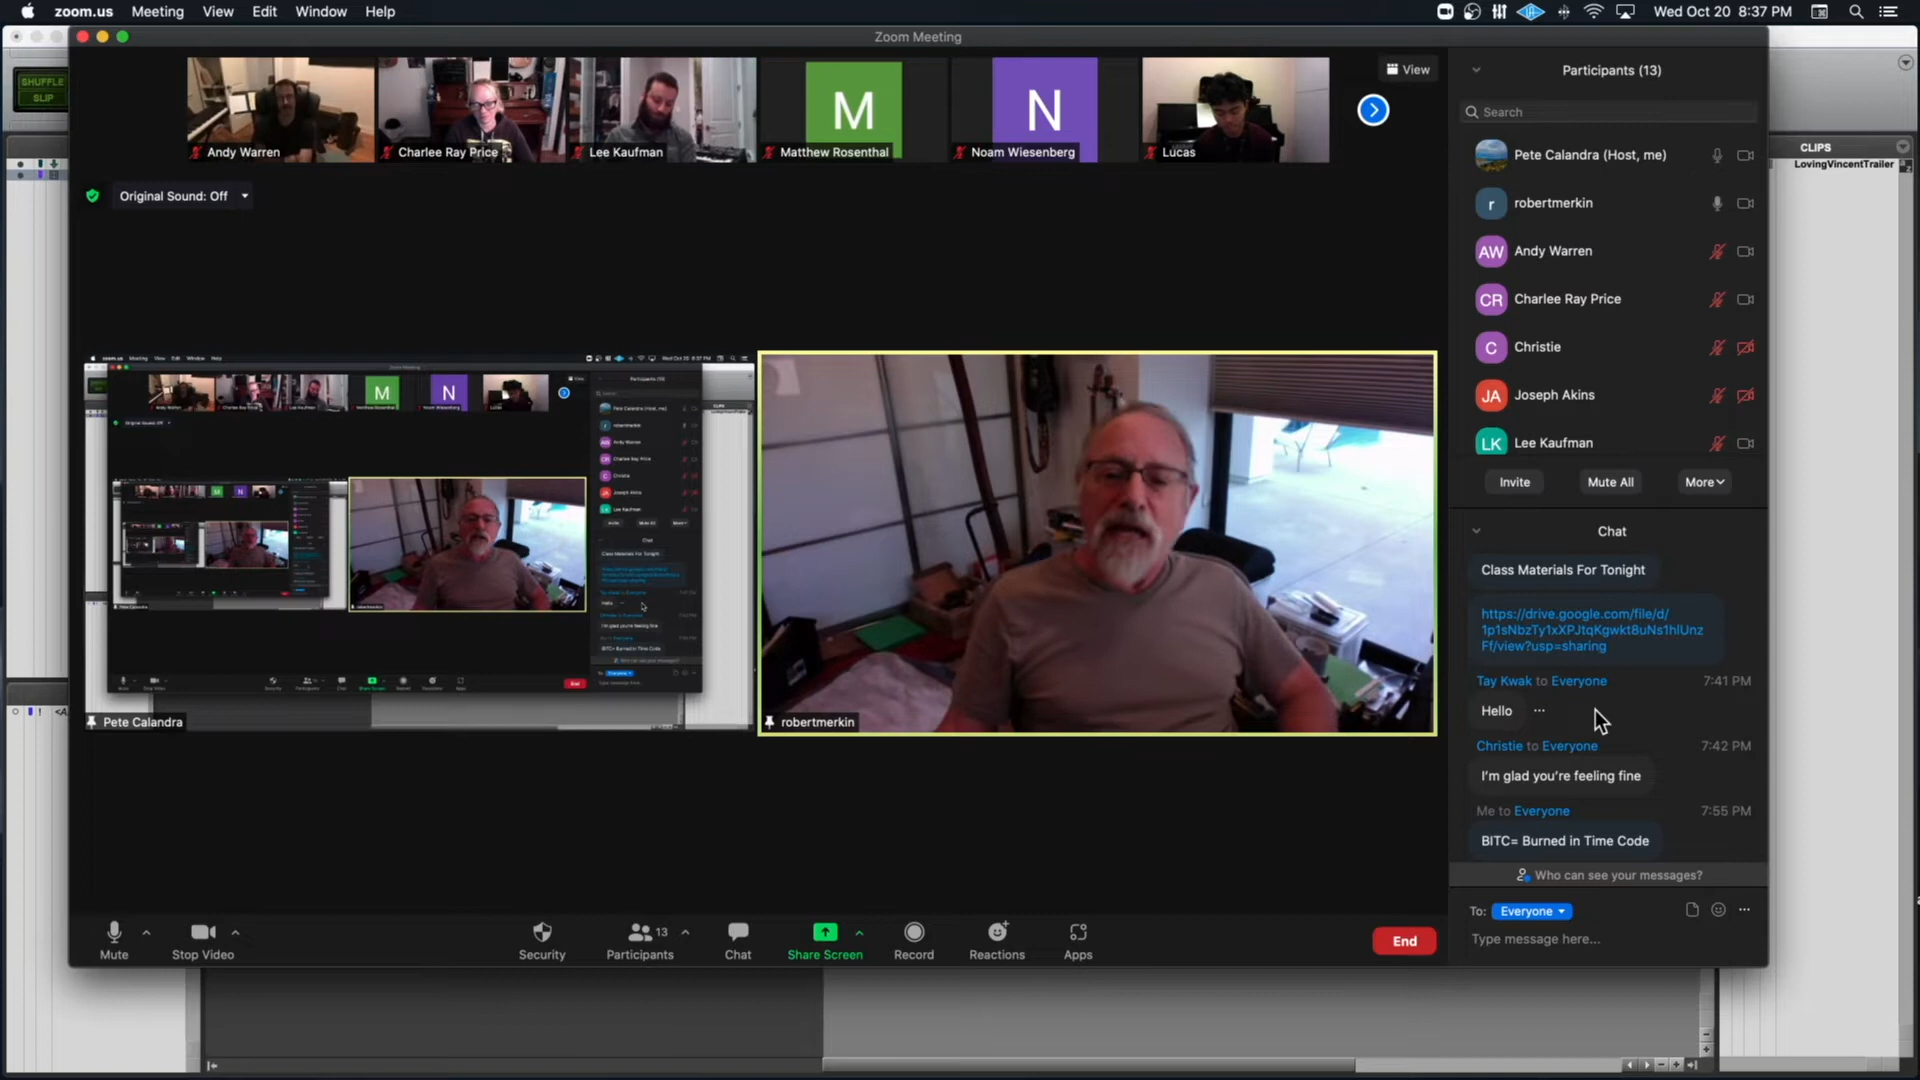 zoom.us Meeting View Edit Window Help
Wed Oct 20 8:37 PM
Zoom Meeting
SHUFFLE
SLIP
Andy Warren
Charlee Ray Price
Lee Kaufman
M
Matthew Rosenthal
N
Noam Wiesenberg
Lucas
View
Original Sound: Off
Pete Calandra
robertmerkin
Participants (13)
Search
Pete Calandra (Host, me)
r robertmerkin
AW Andy Warren
CR Charlee Ray Price
C Christie
JA Joseph Akins
LK Lee Kaufman
Invite Mute All More
Chat
Class Materials For Tonight
https://drive.google.com/file/d/
1p1sNbzTy1xXPJtqKgwkt8uNs1hlUnz
Ff/view?usp=sharing
Tay Kwak to Everyone 7:41 PM
Hello ...
Christie to Everyone 7:42 PM
I'm glad you're feeling fine
Me to Everyone 7:55 PM
BITC= Burned in Time Code
Who can see your messages?
To: Everyone
Type message here...
CLIPS
LovingVincentTrailer
Mute
Stop Video
Security
13
Participants
Chat
Share Screen
Record
Reactions
Apps
End